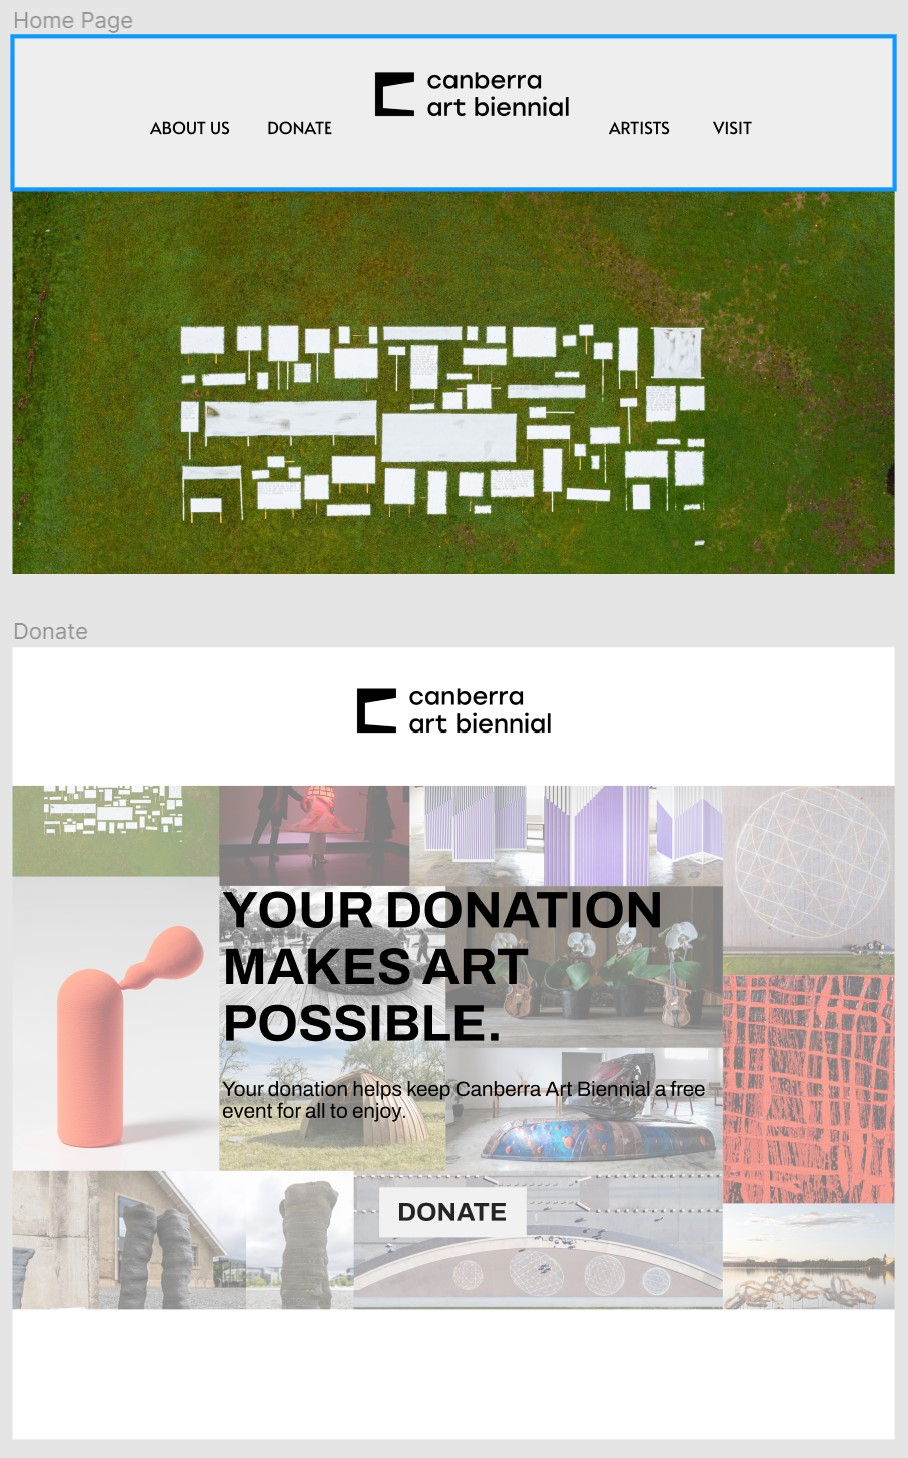 Home Page
canberra
art biennial
ABOUT US DONATE ARTISTS VISIT
Donate
canberra
art biennial
YOUR DONATION
MAKES ART
POSSIBLE.
Your donation helps keep Canberra Art Biennial a free
event for all to enjoy.
DONATE